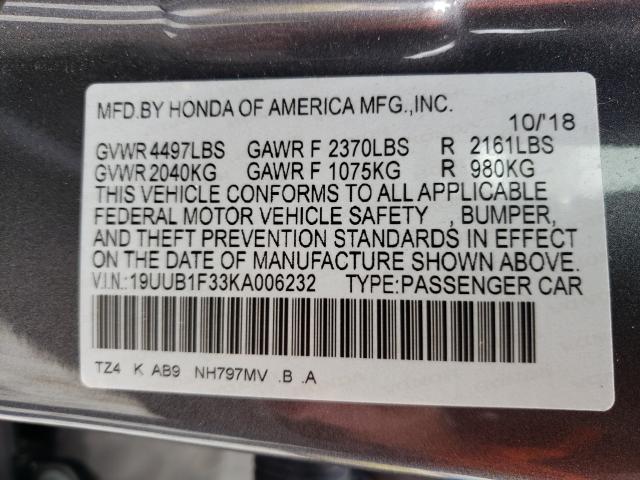 MFD.BY HONDA OF AMERICA MFG.,INC.
10/'18
GVWR 4497LBS GAWR F 2370LBS R 2161LBS
GVWR 2040KG GAWR F 1075KG R 980KG
THIS VEHICLE CONFORMS TO ALL APPLICABLE
FEDERAL MOTOR VEHICLE SAFETY , BUMPER,
AND THEFT PREVENTION STANDARDS IN EFFECT
ON THE DATE OF MANUFACTURE SHOWN ABOVE.
V.I.N.:19UUB1F33KA006232 TYPE:PASSENGER CAR
TZ4 K AB9 NH797MV .B .A